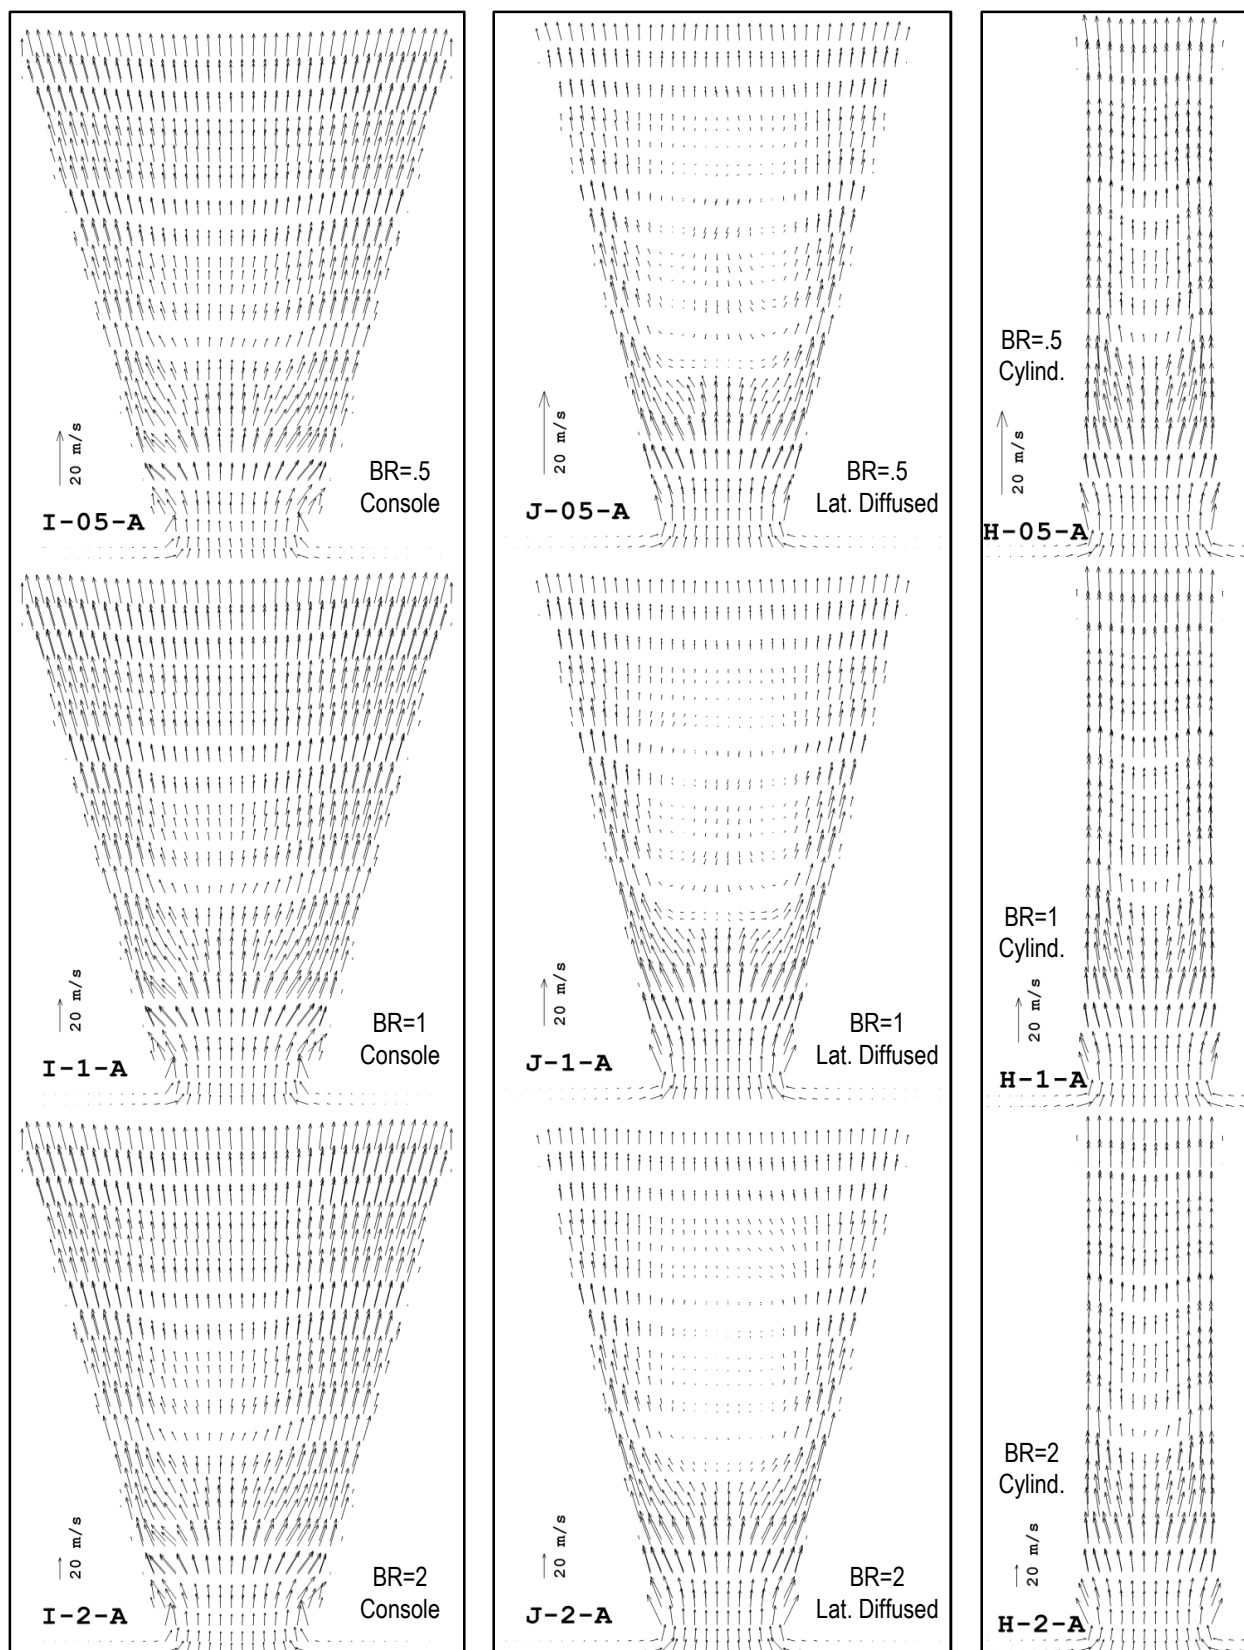 BR=.5
Console
20 m/s
I-05-A
BR=1
Console
20 m/s
I-1-A
BR=2
Console
20 m/s
I-2-A
BR=.5
Lat. Diffused
20 m/s
J-05-A
BR=1
Lat. Diffused
20 m/s
J-1-A
BR=2
Lat. Diffused
20 m/s
J-2-A
BR=.5
Cylind.
20 m/s
H-05-A
BR=1
Cylind.
20 m/s
H-1-A
BR=2
Cylind.
20 m/s
H-2-A